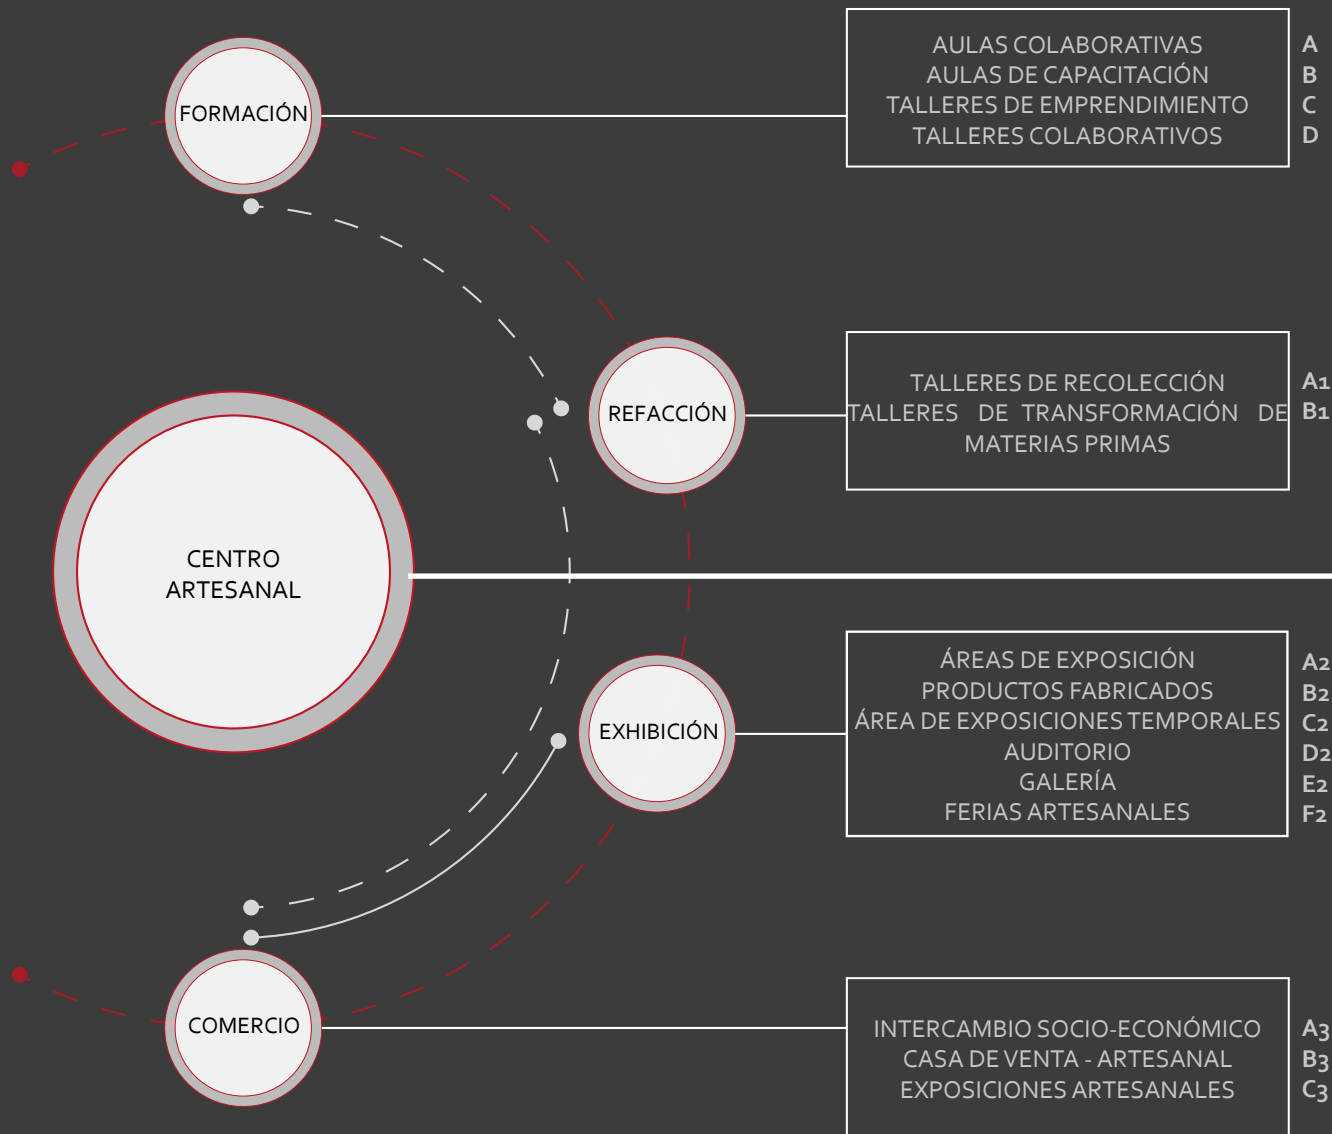 FORMACIÓN
AULAS COLABORATIVAS A
AULAS DE CAPACITACIÓN B
TALLERES DE EMPRENDIMIENTO C
TALLERES COLABORATIVOS D
REFACCIÓN
TALLERES DE RECOLECCIÓN A1
TALLERES DE TRANSFORMACIÓN DE B1
MATERIAS PRIMAS
CENTRO
ARTESANAL
EXHIBICIÓN
ÁREAS DE EXPOSICIÓN A2
PRODUCTOS FABRICADOS B2
ÁREA DE EXPOSICIONES TEMPORALES C2
AUDITORIO D2
GALERÍA E2
FERIAS ARTESANALES F2
COMERCIO
INTERCAMBIO SOCIO-ECONÓMICO A3
CASA DE VENTA - ARTESANAL B3
EXPOSICIONES ARTESANALES C3